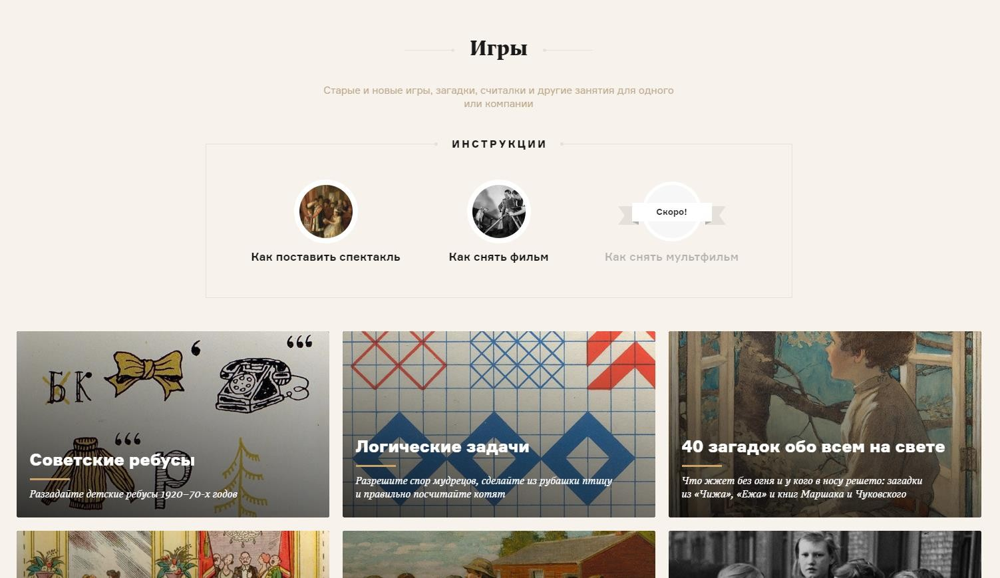 Игры
Старые и новые игры, загадки, считалки и другие занятия для одного
или компании
ИНСТРУКЦИИ
Скоро!
Как поставить спектакль
Как снять фильм
Как снять мультфильм
БК
р
Советские ребусы
Разгадайте детские ребусы 1920–70-х годов
Логические задачи
Разрешите спор мудрецов, сделайте из рубашки птицу
и правильно посчитайте котят
40 загадок обо всем на свете
Что жжет без огня и у кого в носу решето: загадки
из «Чижа», «Ежа» и книг Маршака и Чуковского